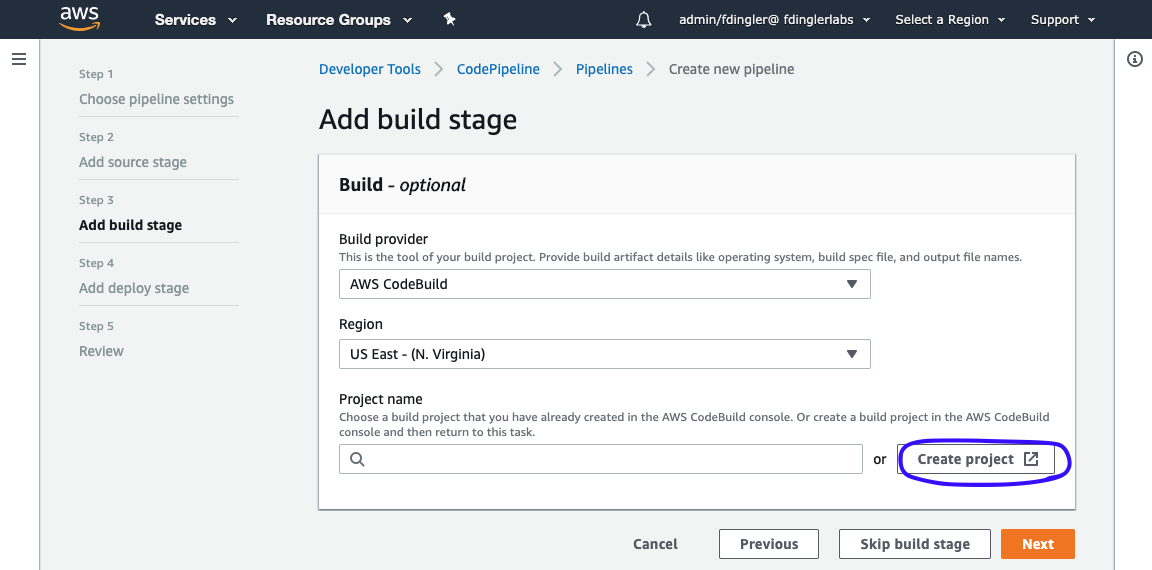 aws Services Resource Groups admin/fdingler@ fdinglerlabs Select a Region Support
Step 1
Choose pipeline settings
Step 2
Add source stage
Step 3
Add build stage
Step 4
Add deploy stage
Step 5
Review
Developer Tools CodePipeline Pipelines Create new pipeline
Add build stage
Build - optional
Build provider
This is the tool of your build project. Provide build artifact details like operating system, build spec file, and output file names.
AWS CodeBuild
Region
US East - (N. Virginia)
Project name
Choose a build project that you have already created in the AWS CodeBuild console. Or create a build project in the AWS CodeBuild
console and then return to this task.
or Create project
Cancel Previous Skip build stage Next